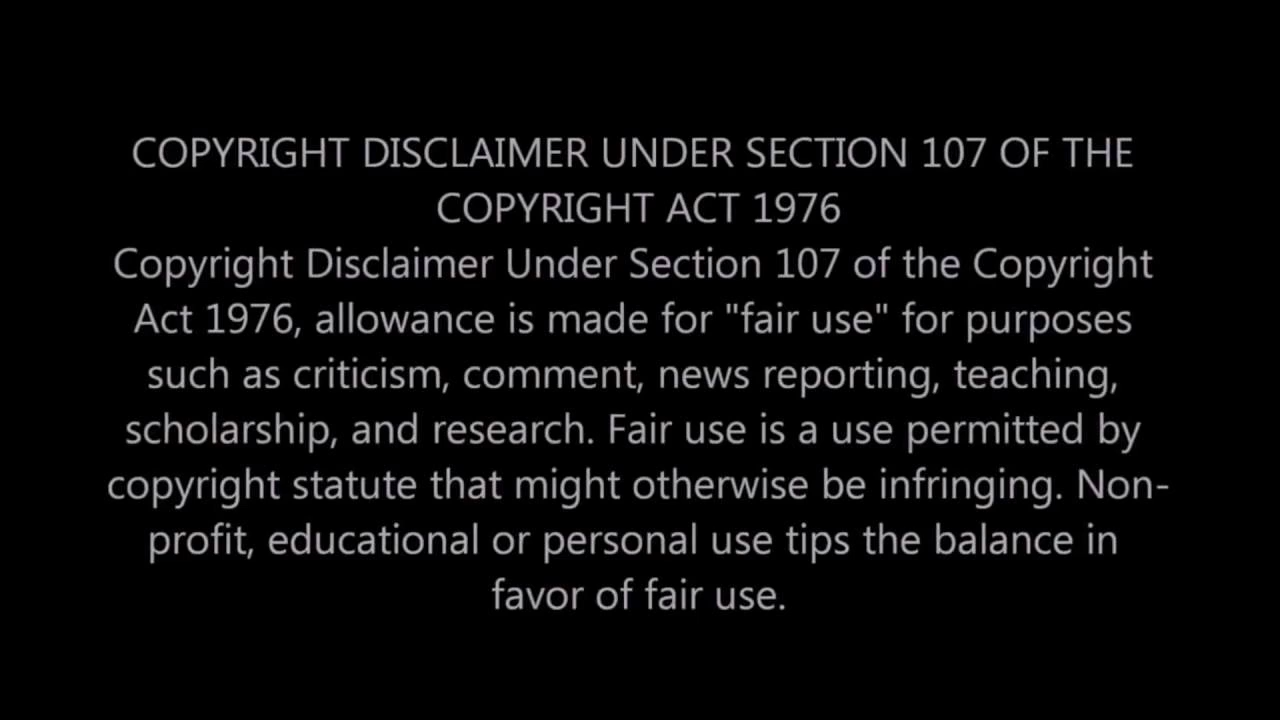 COPYRIGHT DISCLAIMER UNDER SECTION 107 OF THE
COPYRIGHT ACT 1976
Copyright Disclaimer Under Section 107 of the Copyright
Act 1976, allowance is made for "fair use" for purposes
such as criticism, comment, news reporting, teaching,
scholarship, and research. Fair use is a use permitted by
copyright statute that might otherwise be infringing. Non-
profit, educational or personal use tips the balance in
favor of fair use.